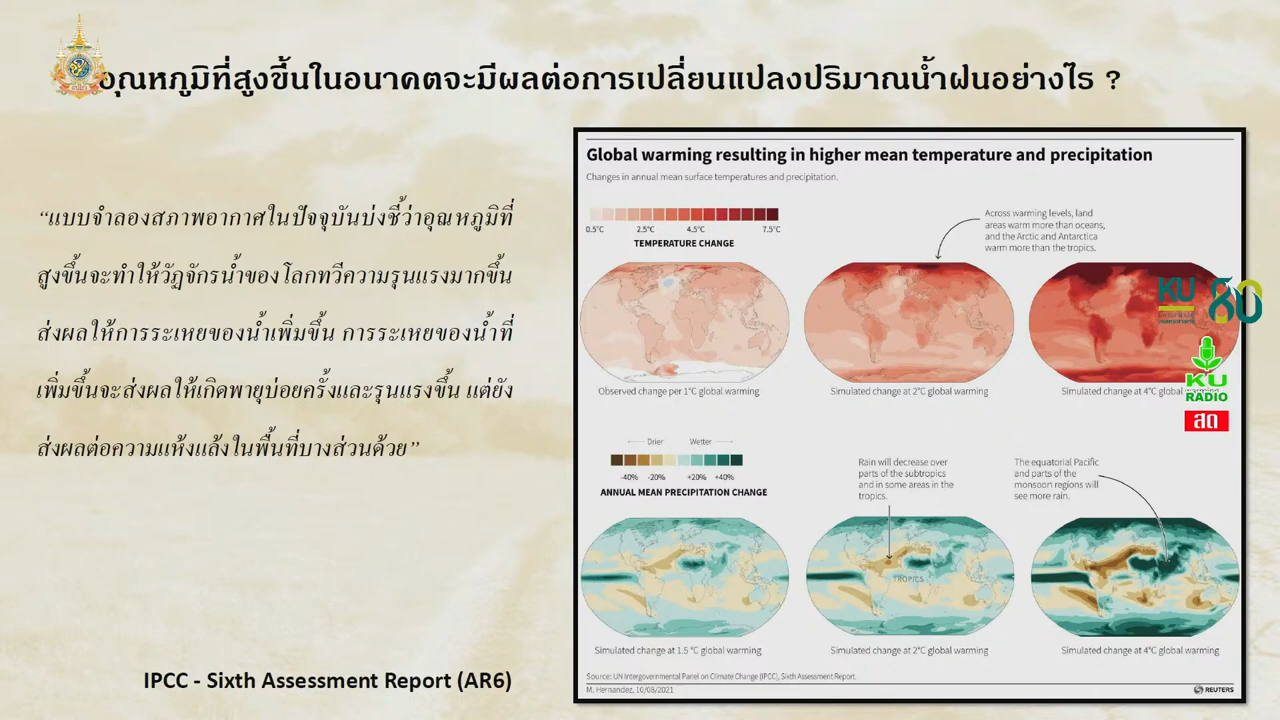 อุณหภูมิที่สูงขึ้นในอนาคตจะมีผลต่อการเปลี่ยนแปลงปริมาณน้ำฝนอย่างไร ?
“แบบจำลองสภาพอากาศในปัจจุบันบ่งชี้ว่าอุณหภูมิที่
สูงขึ้นจะทำให้วัฏจักรน้ำของโลกทวีความรุนแรงมากขึ้น
ส่งผลให้การระเหยของน้ำเพิ่มขึ้น การระเหยของน้ำที่
เพิ่มขึ้นจะส่งผลให้เกิดพายุบ่อยครั้งและรุนแรงขึ้น แต่ยัง
ส่งผลต่อความแห้งแล้งในพื้นที่บางส่วนด้วย”
IPCC - Sixth Assessment Report (AR6)
Global warming resulting in higher mean temperature and precipitation
Changes in annual mean surface temperatures and precipitation.
0.5°C 2.5°C 4.5°C 7.5°C
TEMPERATURE CHANGE
Across warming levels, land
areas warm more than oceans,
and the Arctic and Antarctica
warm more than the tropics.
Observed change per 1°C global warming
Simulated change at 2°C global warming
Simulated change at 4°C global warming
Drier Wetter
-40% -20% +20% +40%
ANNUAL MEAN PRECIPITATION CHANGE
Rain will decrease over
parts of the subtropics
and in some areas in the
tropics.
The equatorial Pacific
and parts of the
monsoon regions will
see more rain.
TROPICS
Simulated change at 1.5 °C global warming
Simulated change at 2°C global warming
Simulated change at 4°C global warming
Source: UN Intergovernmental Panel on Climate Change (IPCC), Sixth Assessment Report.
M. Hernandez, 10/08/2021
REUTERS
KU 80
KU
RADIO
สด